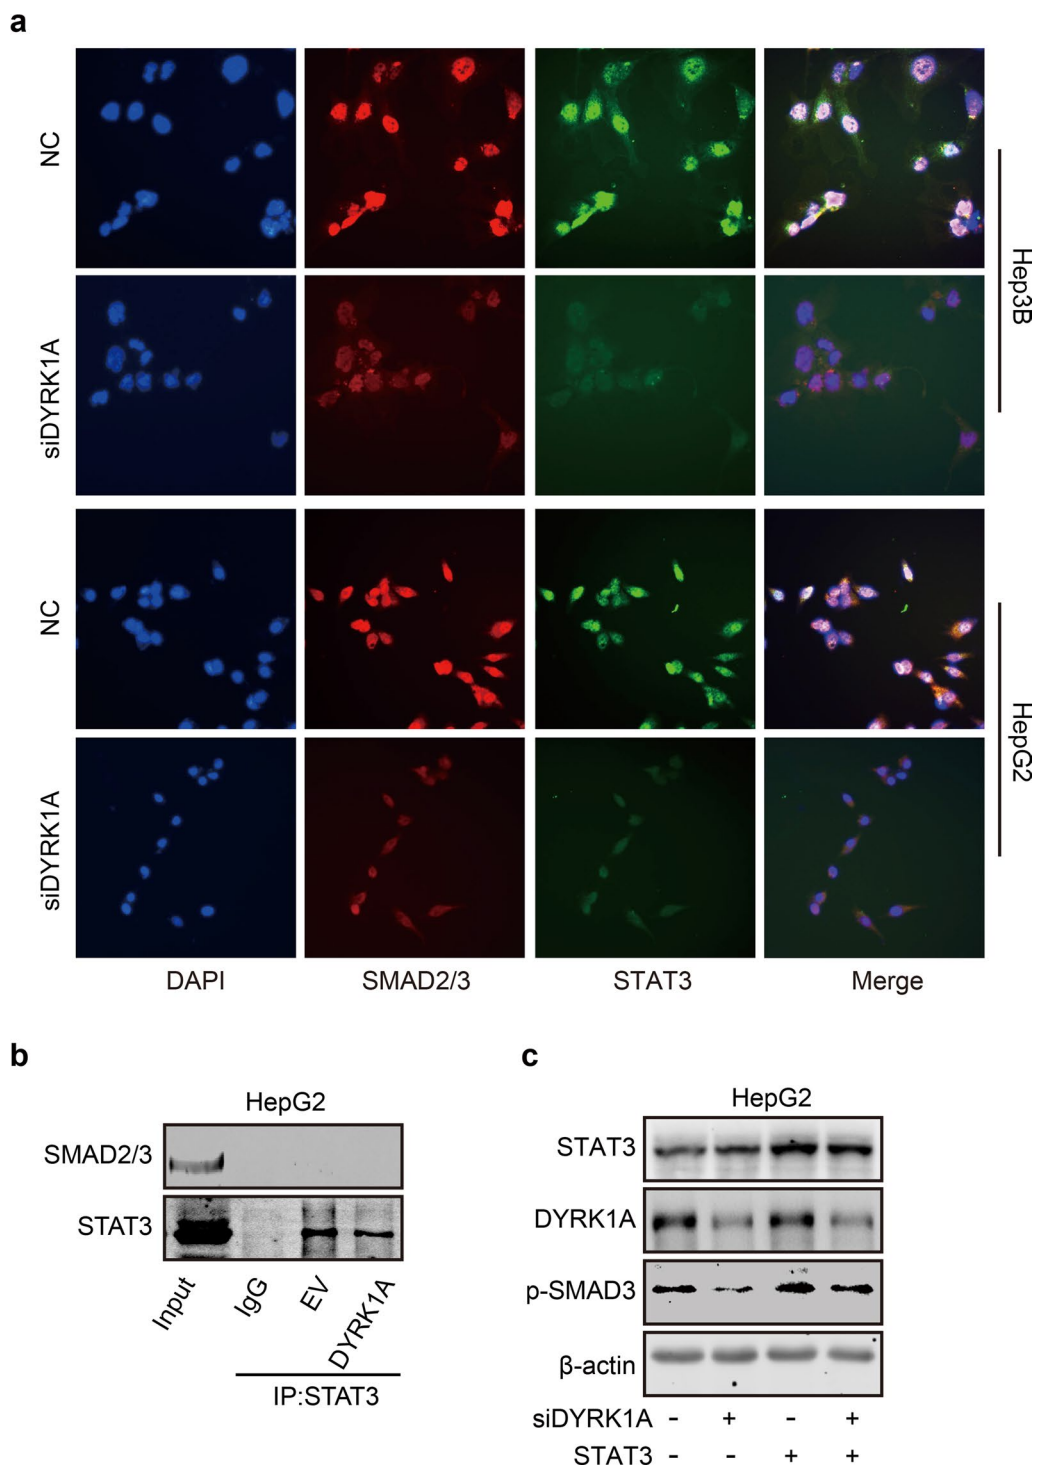 a
NC
siDYRK1A
Hep3B
NC
siDYRK1A
HepG2
DAPI SMAD2/3 STAT3 Merge
b
HepG2
SMAD2/3
STAT3
Input IgG EV DYRK1A
IP:STAT3
c
HepG2
STAT3
DYRK1A
p-SMAD3
β-actin
siDYRK1A - + - +
STAT3 - - + +